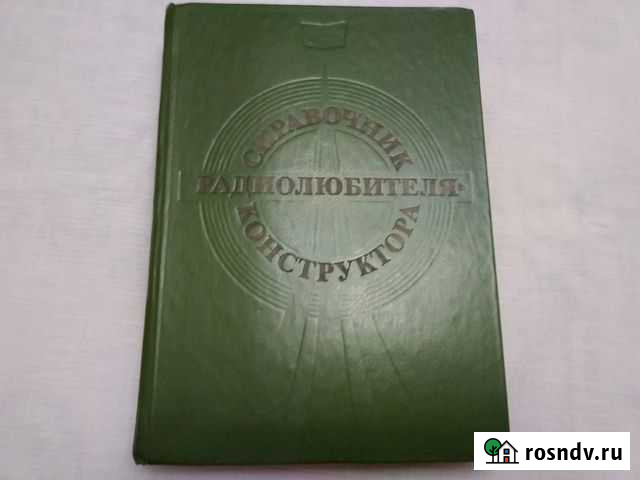 СПРАВОЧНИК
РАДИОЛЮБИТЕЛЯ-
КОНСТРУКТОРА
rosndv.ru